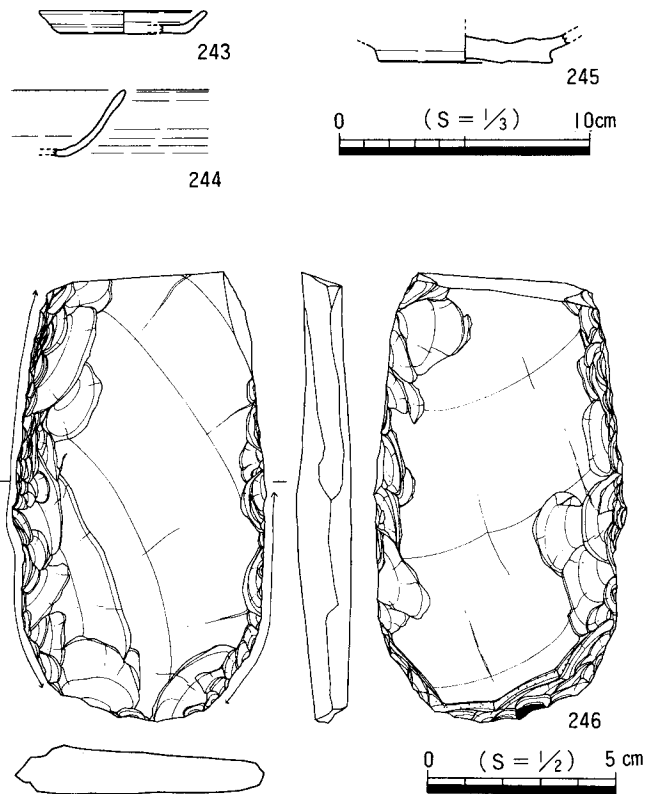 243
245
0 (S = 1/3) 10cm
244
246
0 (S = 1/2) 5 cm